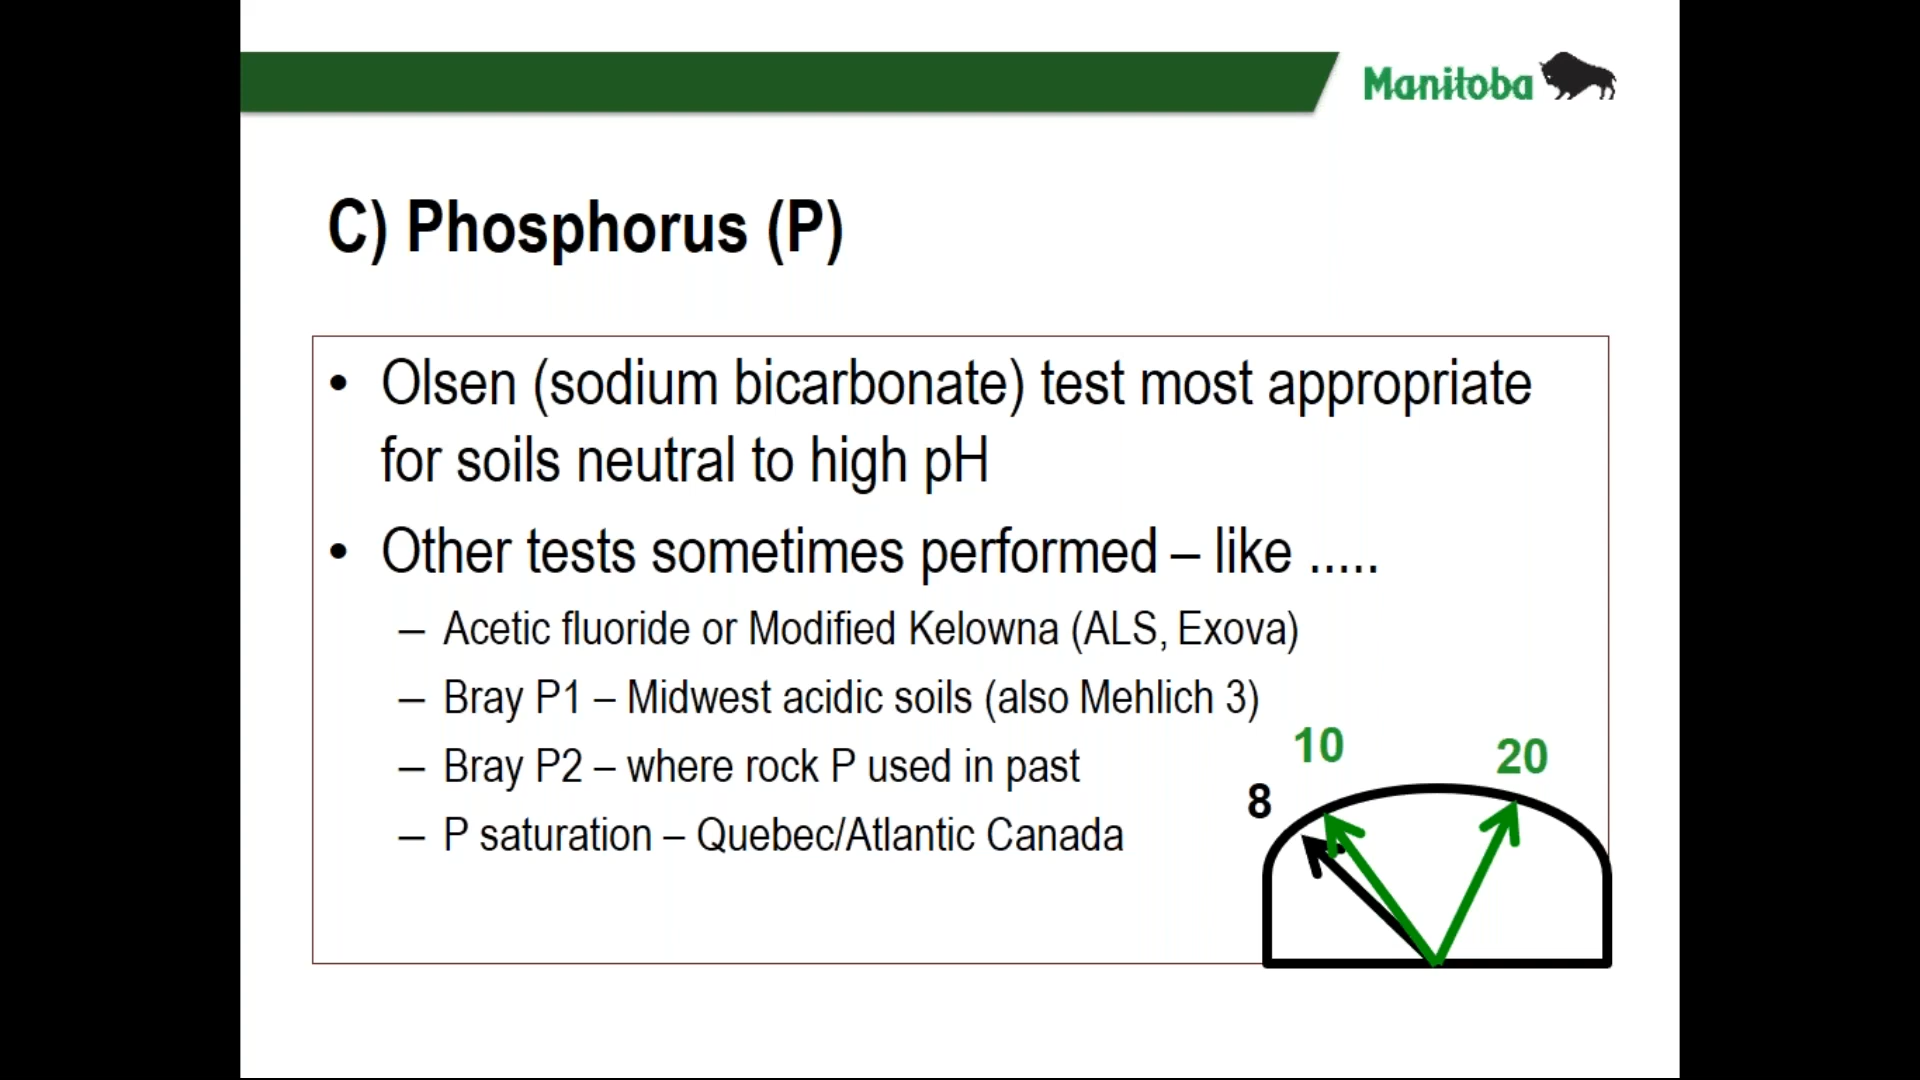 Manitoba
C) Phosphorus (P)
• Olsen (sodium bicarbonate) test most appropriate
for soils neutral to high pH
• Other tests sometimes performed – like .....
– Acetic fluoride or Modified Kelowna (ALS, Exova)
– Bray P1 – Midwest acidic soils (also Mehlich 3)
– Bray P2 – where rock P used in past
– P saturation – Quebec/Atlantic Canada
10
20
8